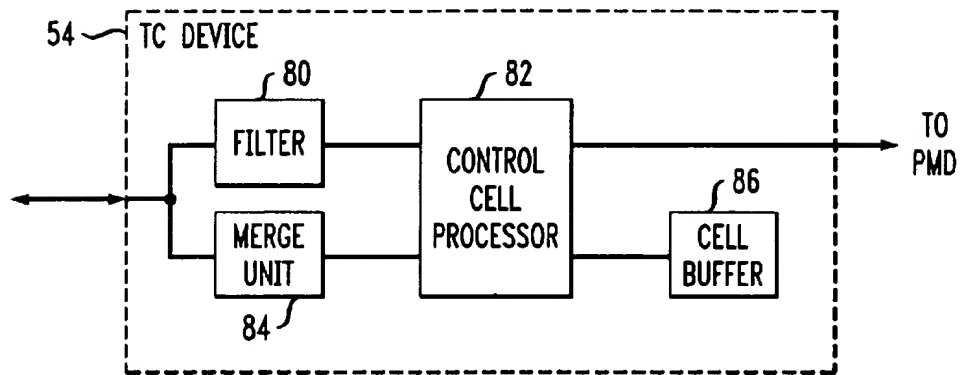 54
TC DEVICE
80
FILTER
82
CONTROL
CELL
PROCESSOR
TO
PMD
MERGE
UNIT
84
86
CELL
BUFFER